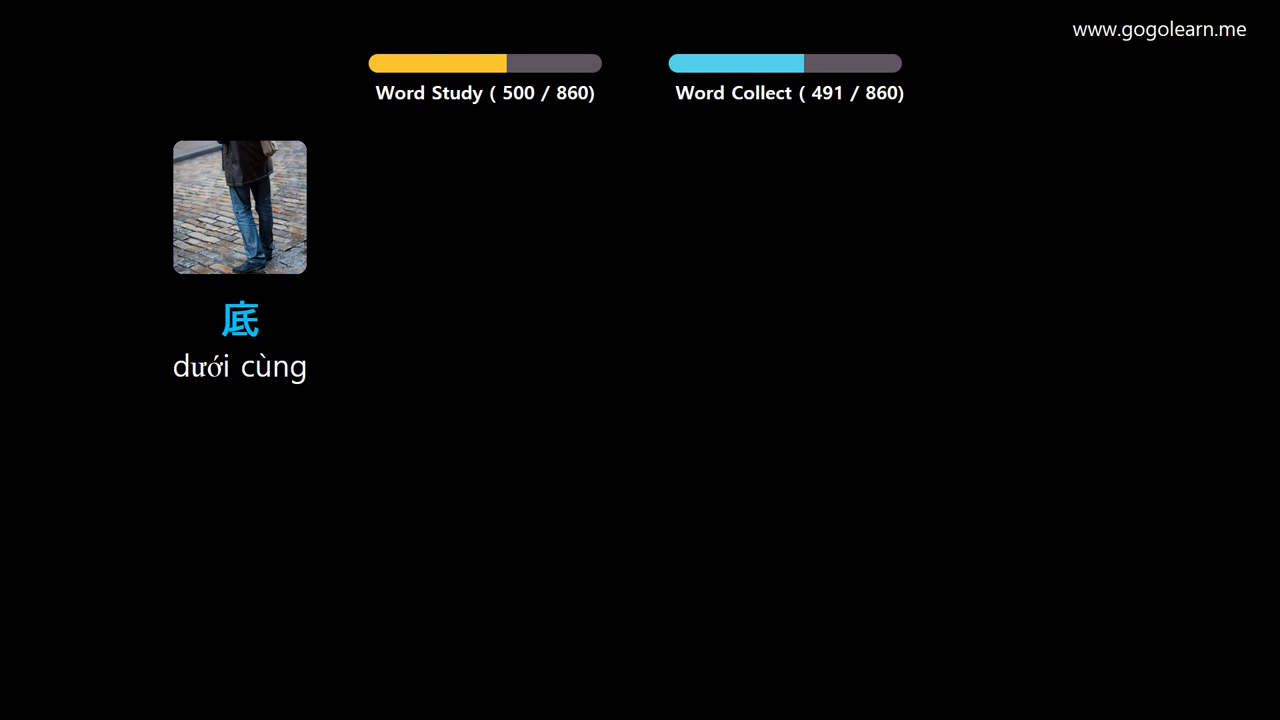 www.gogolearn.me
Word Study ( 500 / 860)
Word Collect ( 491 / 860)
底
dưới cùng